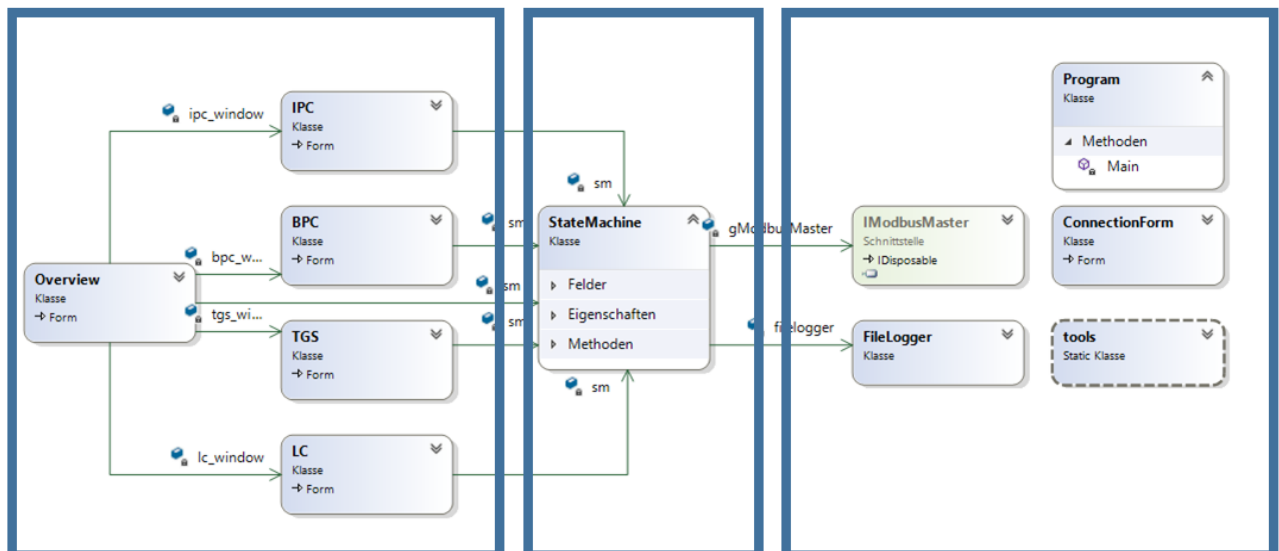 ipc_window
IPC
Klasse
Form
sm
BPC
Klasse
Form
bpc_w...
sm
Overview
Klasse
Form
sm
tgs_wi...
sm
TGS
Klasse
Form
sm
lc_window
LC
Klasse
Form
StateMachine
Klasse
Felder
Eigenschaften
Methoden
gModbusMaster
filelogger
IModbusMaster
Schnittstelle
IDisposable
FileLogger
Klasse
Program
Klasse
Methoden
Main
ConnectionForm
Klasse
Form
tools
Static Klasse